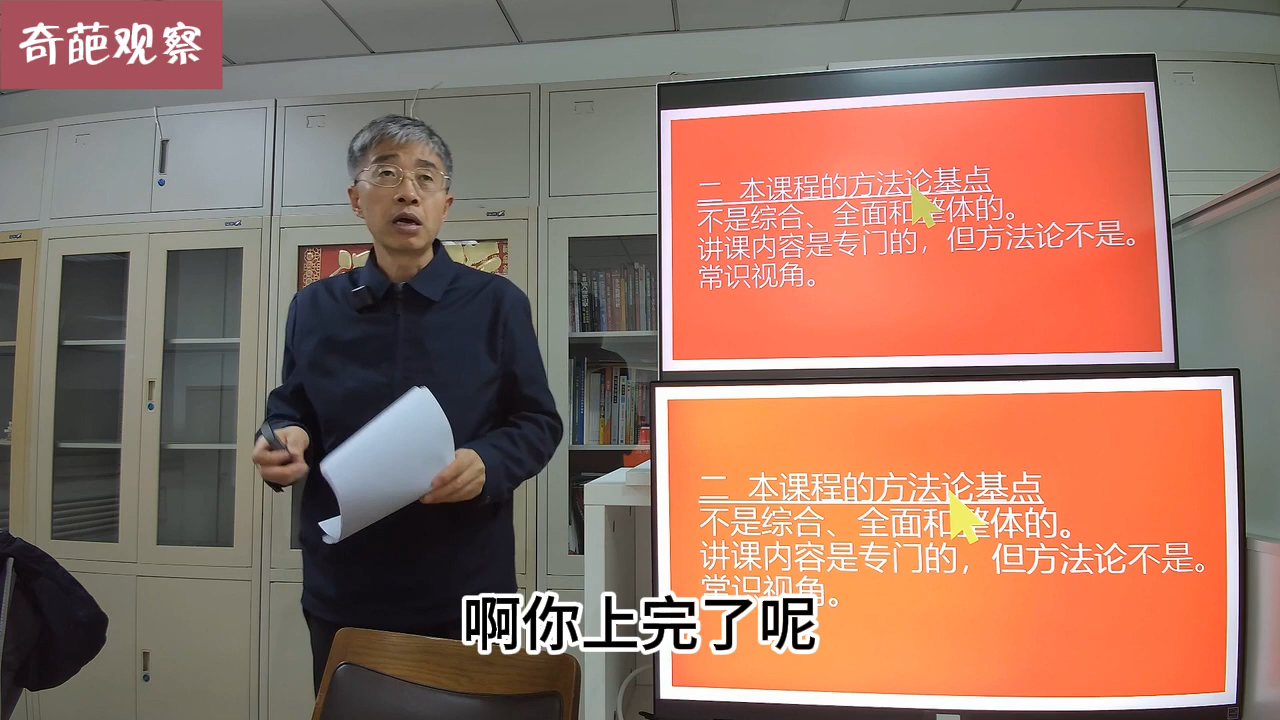 奇葩观察
二 本课程的方法论基点
不是综合、全面和整体的。
讲课内容是专门的，但方法论不是。
常识视角。
二 本课程的方法论基点
不是综合、全面和整体的。
讲课内容是专门的，但方法论不是。
常识视角。
啊你上完了呢